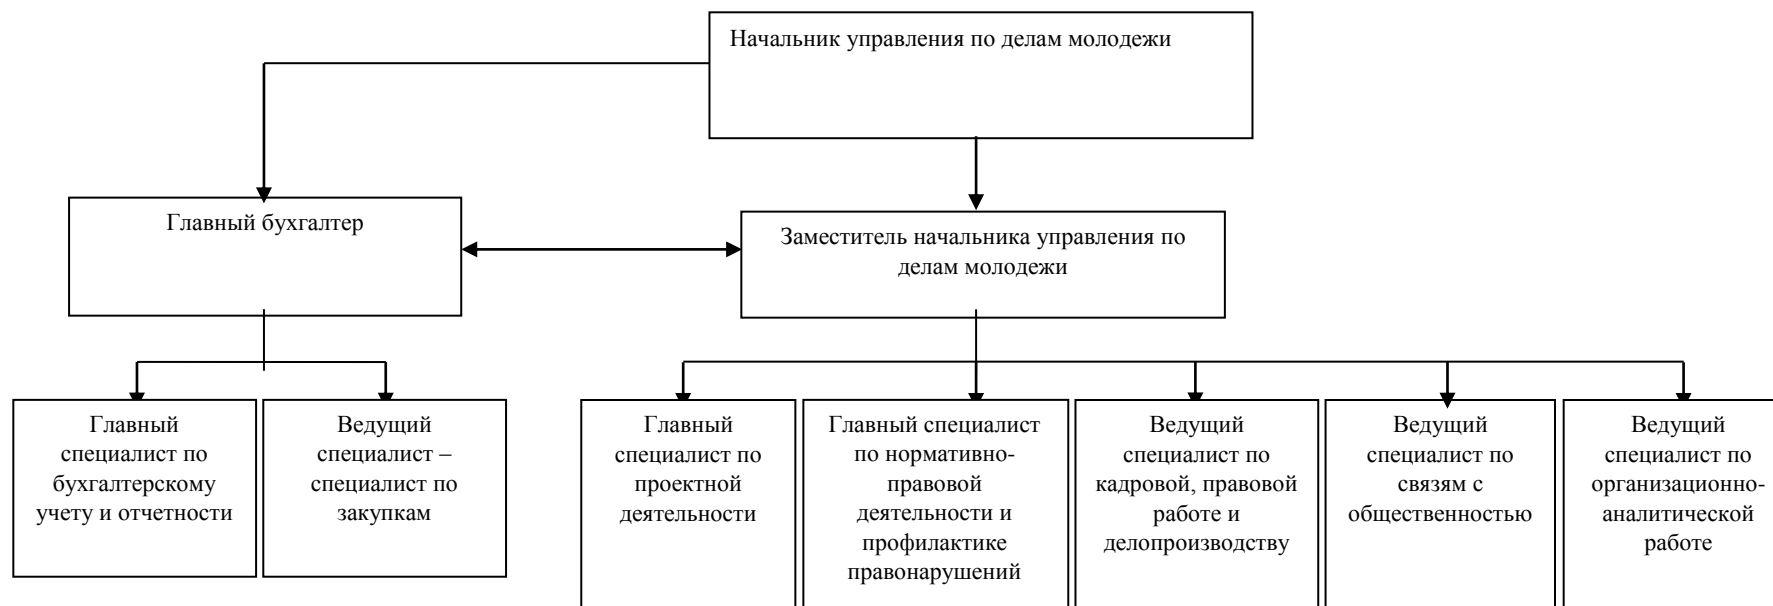 Начальник управления по делам молодежи
Главный бухгалтер
Заместитель начальника управления по
делам молодежи
Главный
специалист по
бухгалтерскому
учету и отчетности
Ведущий
специалист –
специалист по
закупкам
Главный
специалист по
проектной
деятельности
Главный специалист
по нормативно-
правовой
деятельности и
профилактике
правонарушений
Ведущий
специалист по
кадровой, правовой
работе и
делопроизводству
Ведущий
специалист по
связям с
общественностью
Ведущий
специалист по
организационно-
аналитической
работе